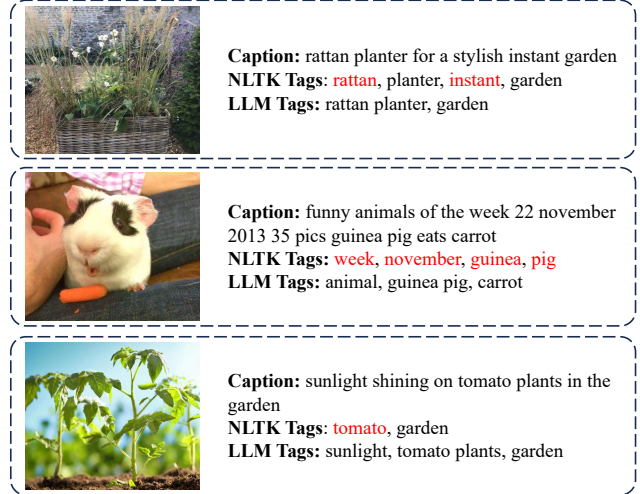 Caption: rattan planter for a stylish instant garden
NLTK Tags: rattan, planter, instant, garden
LLM Tags: rattan planter, garden
Caption: funny animals of the week 22 november
2013 35 pics guinea pig eats carrot
NLTK Tags: week, november, guinea, pig
LLM Tags: animal, guinea pig, carrot
Caption: sunlight shining on tomato plants in the
garden
NLTK Tags: tomato, garden
LLM Tags: sunlight, tomato plants, garden